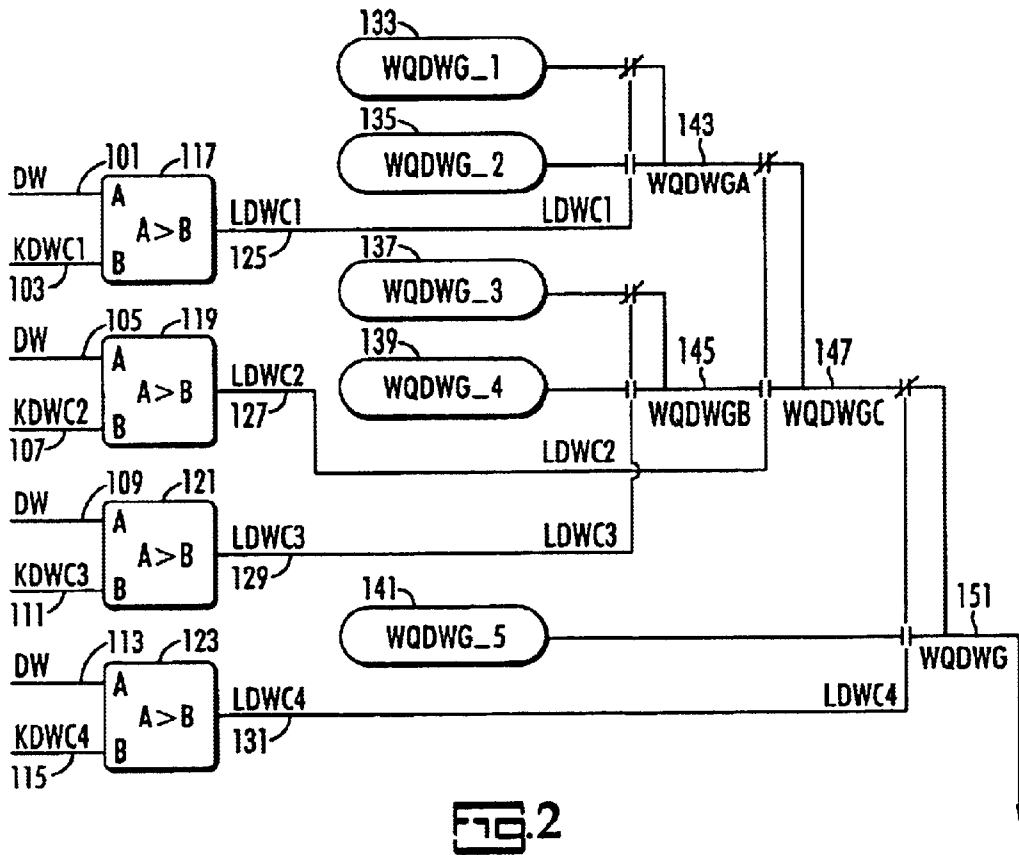 133
WQDWG_1
135
WQDWG_2
143
WQDWGA
DW
101
117
A
A>B
KDWC1
B
103
LDWC1
125
LDWC1
137
WQDWG_3
DW
105
119
A
A>B
KDWC2
B
107
LDWC2
127
139
WQDWG_4
145
WQDWGB
147
WQDWGC
LDWC2
DW
109
121
A
A>B
KDWC3
B
111
LDWC3
129
LDWC3
141
WQDWG_5
151
WQDWG
DW
113
123
A
A>B
KDWC4
B
115
LDWC4
131
LDWC4
FIG.2